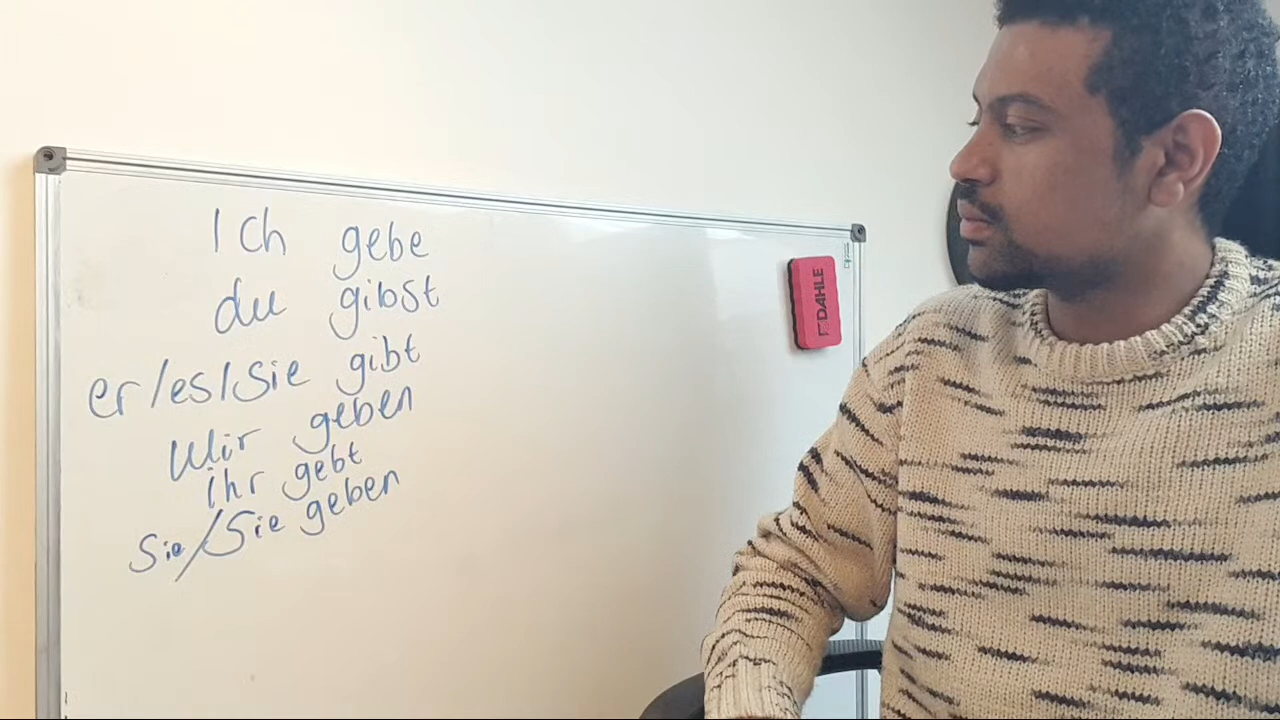 Ich gebe
du gibst
er/es/sie gibt
Wir geben
ihr gebt
sie/Sie geben
DAHLE